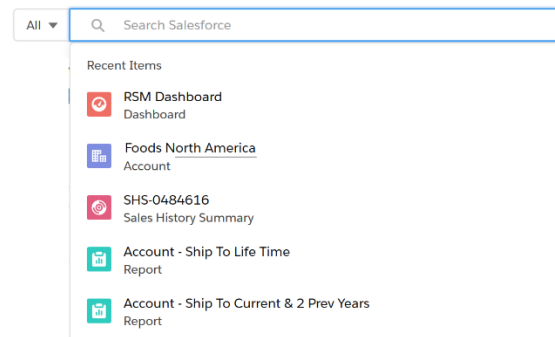 All
Search Salesforce
Recent Items
RSM Dashboard
Dashboard
Foods North America
Account
SHS-0484616
Sales History Summary
Account - Ship To Life Time
Report
Account - Ship To Current & 2 Prev Years
Report